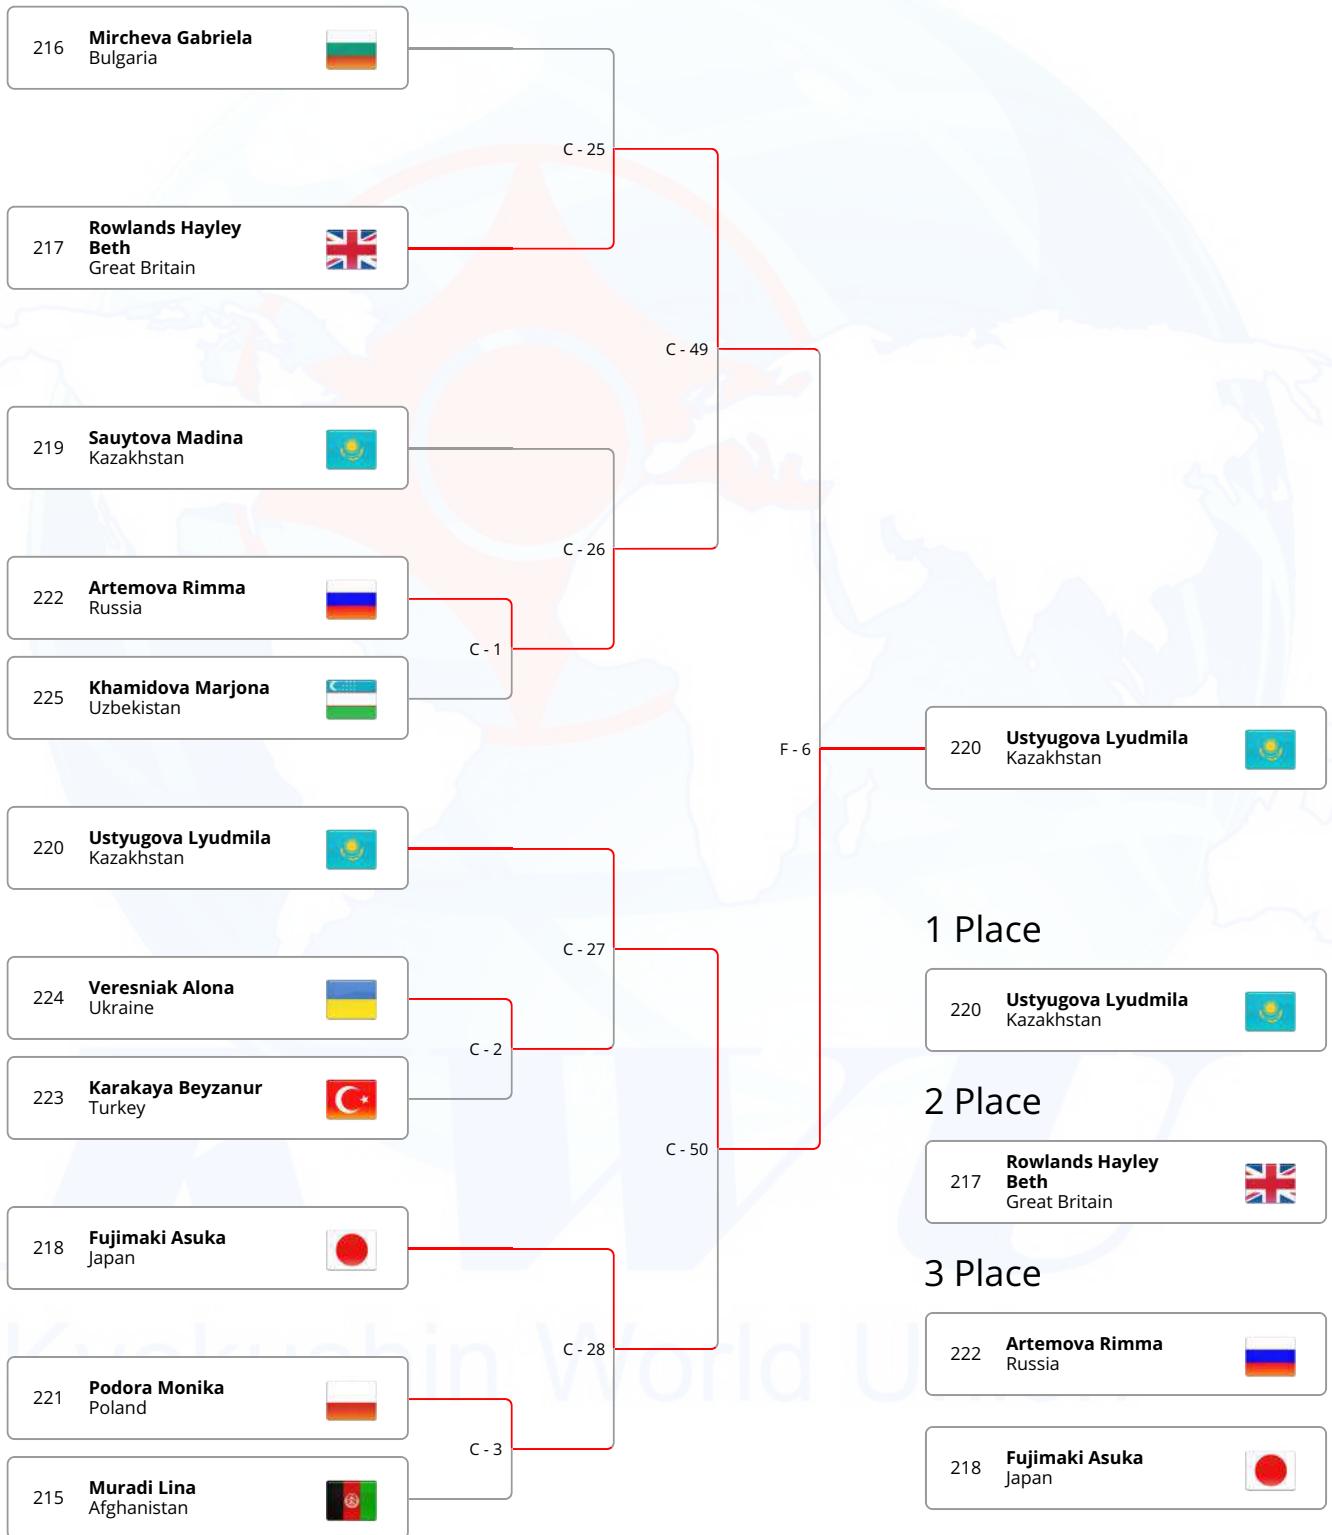 216
Mircheva Gabriela
Bulgaria
C - 25
217
Rowlands Hayley
Beth
Great Britain
C - 49
219
Sauytova Madina
Kazakhstan
C - 26
222
Artemova Rimma
Russia
C - 1
225
Khamidova Marjona
Uzbekistan
F - 6
220
Ustyugova Lyudmila
Kazakhstan
220
Ustyugova Lyudmila
Kazakhstan
C - 27
224
Veresniak Alona
Ukraine
C - 2
223
Karakaya Beyzanur
Turkey
C - 50
218
Fujimaki Asuka
Japan
C - 28
221
Podora Monika
Poland
C - 3
215
Muradi Lina
Afghanistan
1 Place
220
Ustyugova Lyudmila
Kazakhstan
2 Place
217
Rowlands Hayley
Beth
Great Britain
3 Place
222
Artemova Rimma
Russia
218
Fujimaki Asuka
Japan
KWU
Kyokushin World Union